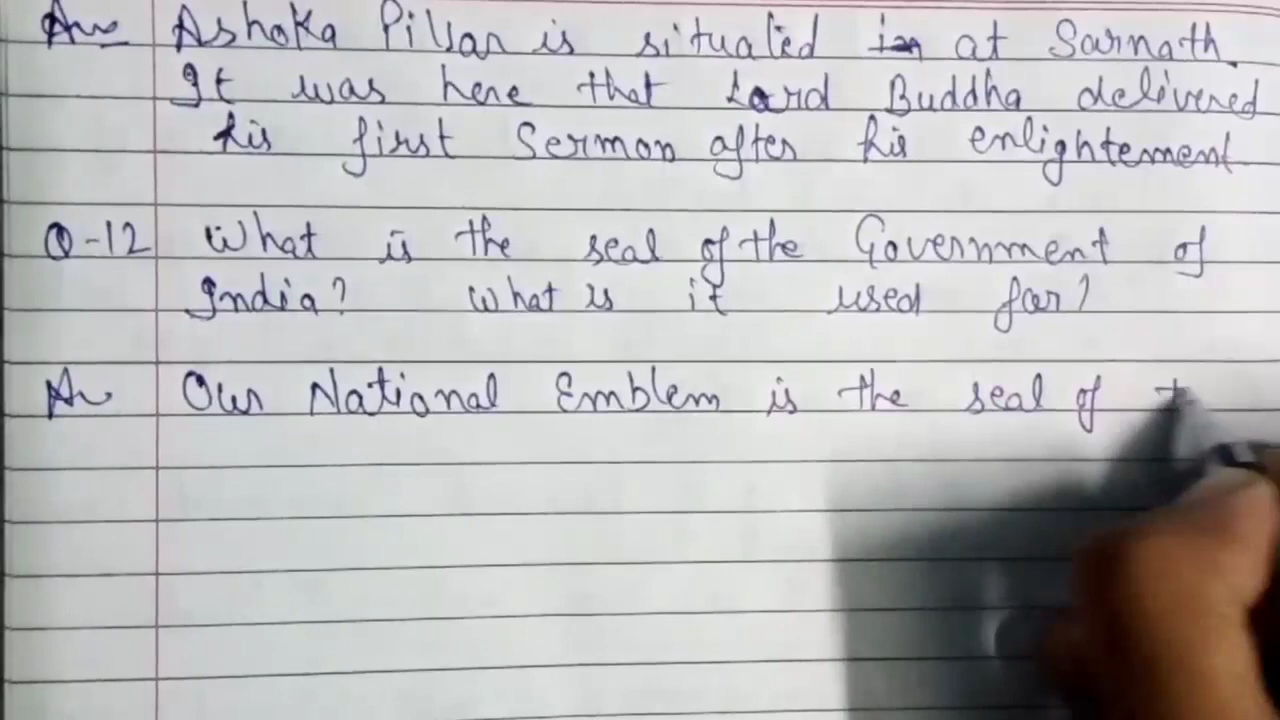 Ans Ashoka Pillar is situated in at Sarnath.
It was here that Lord Buddha delivered
his first Sermon after his enlightement
Q-12 What is the seal of the Government of
India? What is it used for?
Ans Our National Emblem is the seal of t